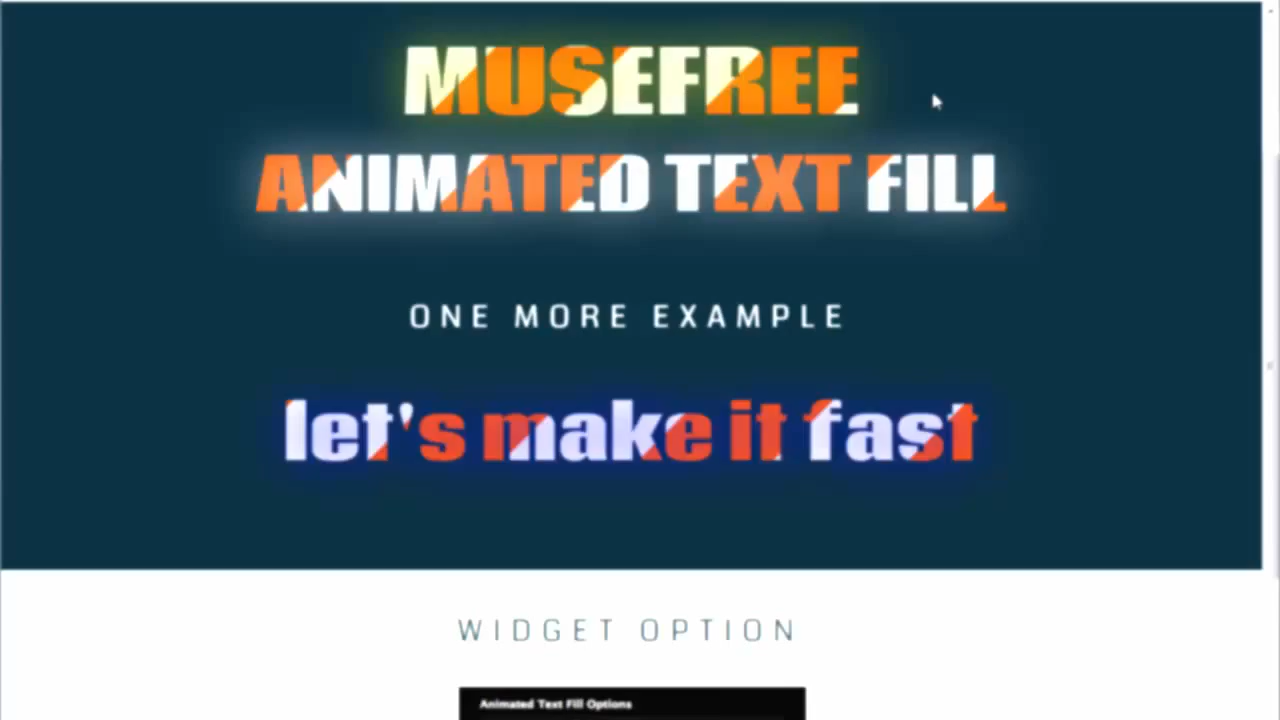 MUSEFREE
ANIMATED TEXT FILL
ONE MORE EXAMPLE
let's make it fast
WIDGET OPTION
Animated Text Fill Options